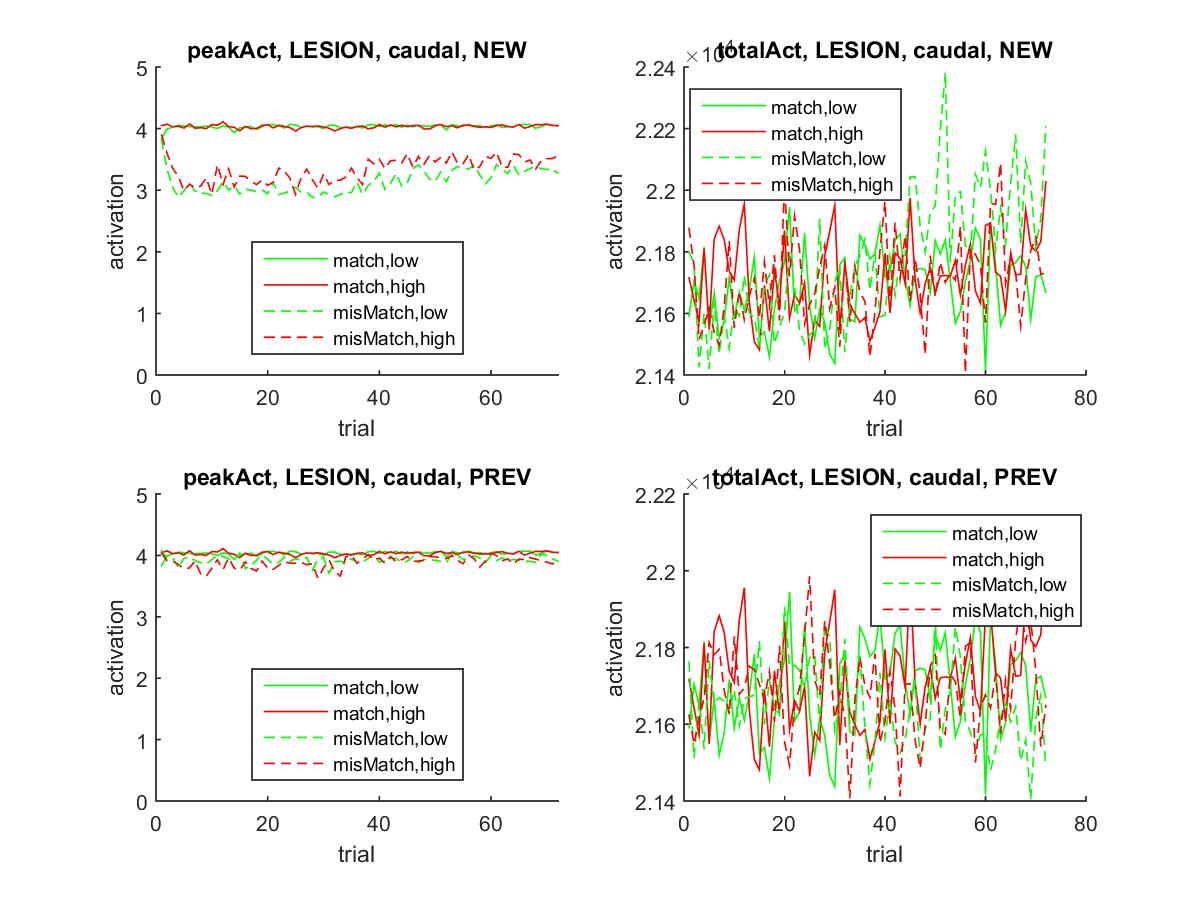 peakAct, LESION, caudal, NEW
5
4
3
2
1
0
activation
match,low
match,high
misMatch,low
misMatch,high
0 20 40 60
trial
×10⁴
totalAct, LESION, caudal, NEW
2.24
2.22
2.2
2.18
2.16
2.14
activation
match,low
match,high
misMatch,low
misMatch,high
0 20 40 60 80
trial
peakAct, LESION, caudal, PREV
5
4
3
2
1
0
activation
match,low
match,high
misMatch,low
misMatch,high
0 20 40 60
trial
×10⁴
totalAct, LESION, caudal, PREV
2.22
2.2
2.18
2.16
2.14
activation
match,low
match,high
misMatch,low
misMatch,high
0 20 40 60 80
trial